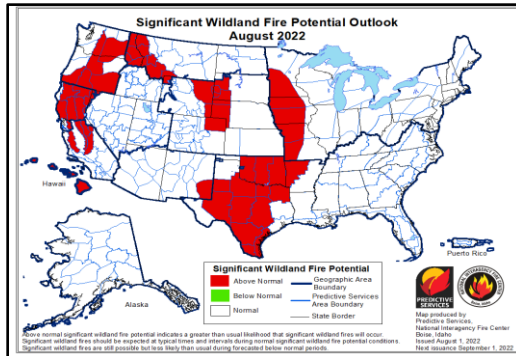 Significant Wildland Fire Potential Outlook
August 2022
Hawaii
Alaska
Puerto Rico
Significant Wildland Fire Potential
Above Normal
Below Normal
Normal
Geographic Area
Boundary
Predictive Services
Area Boundary
State Border
PREDICTIVE
SERVICES
Map produced by
Predictive Services,
National Interagency Fire Center
Boise, Idaho
Issued August 1, 2022
Next issuance September 1, 2022
Above normal significant wildland fire potential indicates a greater than usual likelihood that significant wildland fires will occur.
Significant wildland fires should be expected at typical times and intervals during normal significant wildland fire potential conditions.
Significant wildland fires are still possible but less likely than usual during forecasted below normal periods.